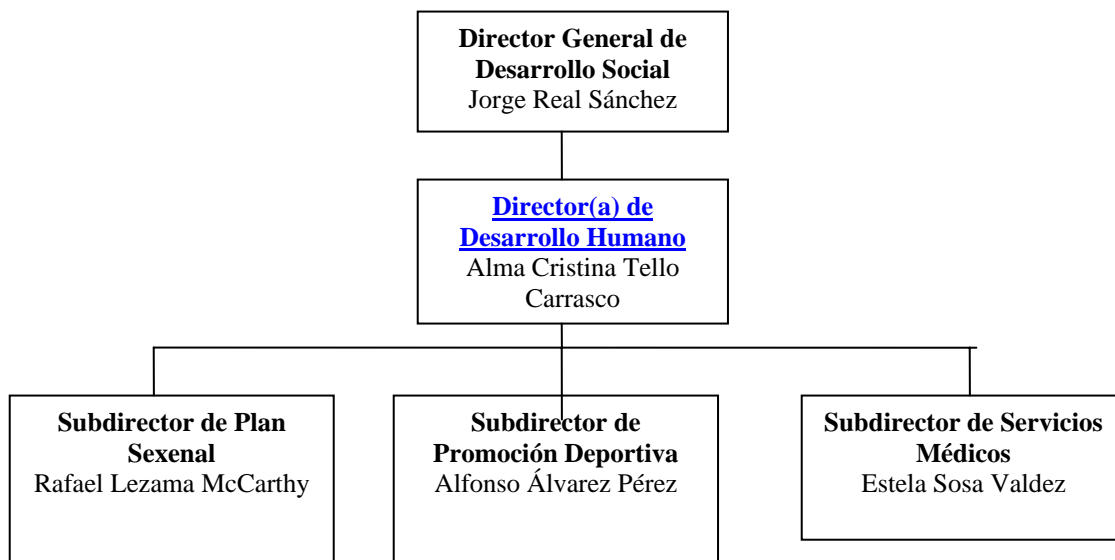 Director General de
Desarrollo Social
Jorge Real Sánchez
Director(a) de
Desarrollo Humano
Alma Cristina Tello
Carrasco
Subdirector de Plan
Sexenal
Rafael Lezama McCarthy
Subdirector de
Promoción Deportiva
Alfonso Álvarez Pérez
Subdirector de Servicios
Médicos
Estela Sosa Valdez